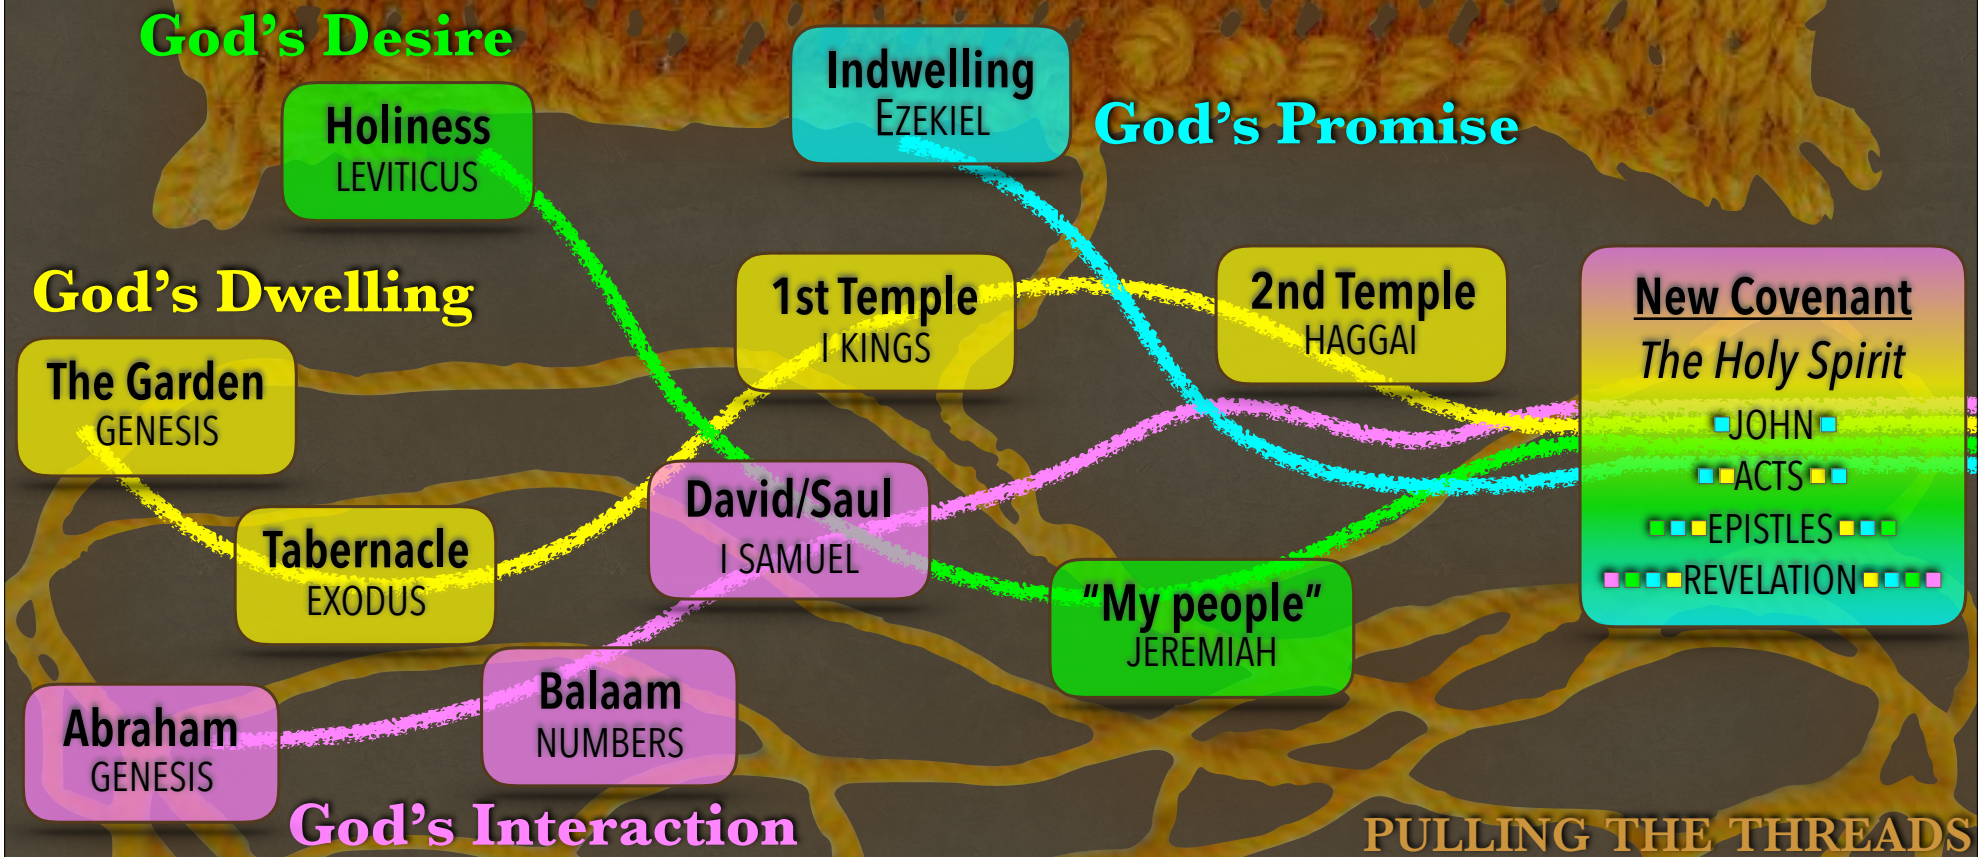 God's Desire
Holiness
LEVITICUS
Indwelling
EZEKIEL
God's Promise
God's Dwelling
The Garden
GENESIS
Tabernacle
EXODUS
1st Temple
I KINGS
2nd Temple
HAGGAI
David/Saul
I SAMUEL
"My people"
JEREMIAH
Abraham
GENESIS
Balaam
NUMBERS
God's Interaction
New Covenant
The Holy Spirit
JOHN
ACTS
EPISTLES
REVELATION
PULLING THE THREADS